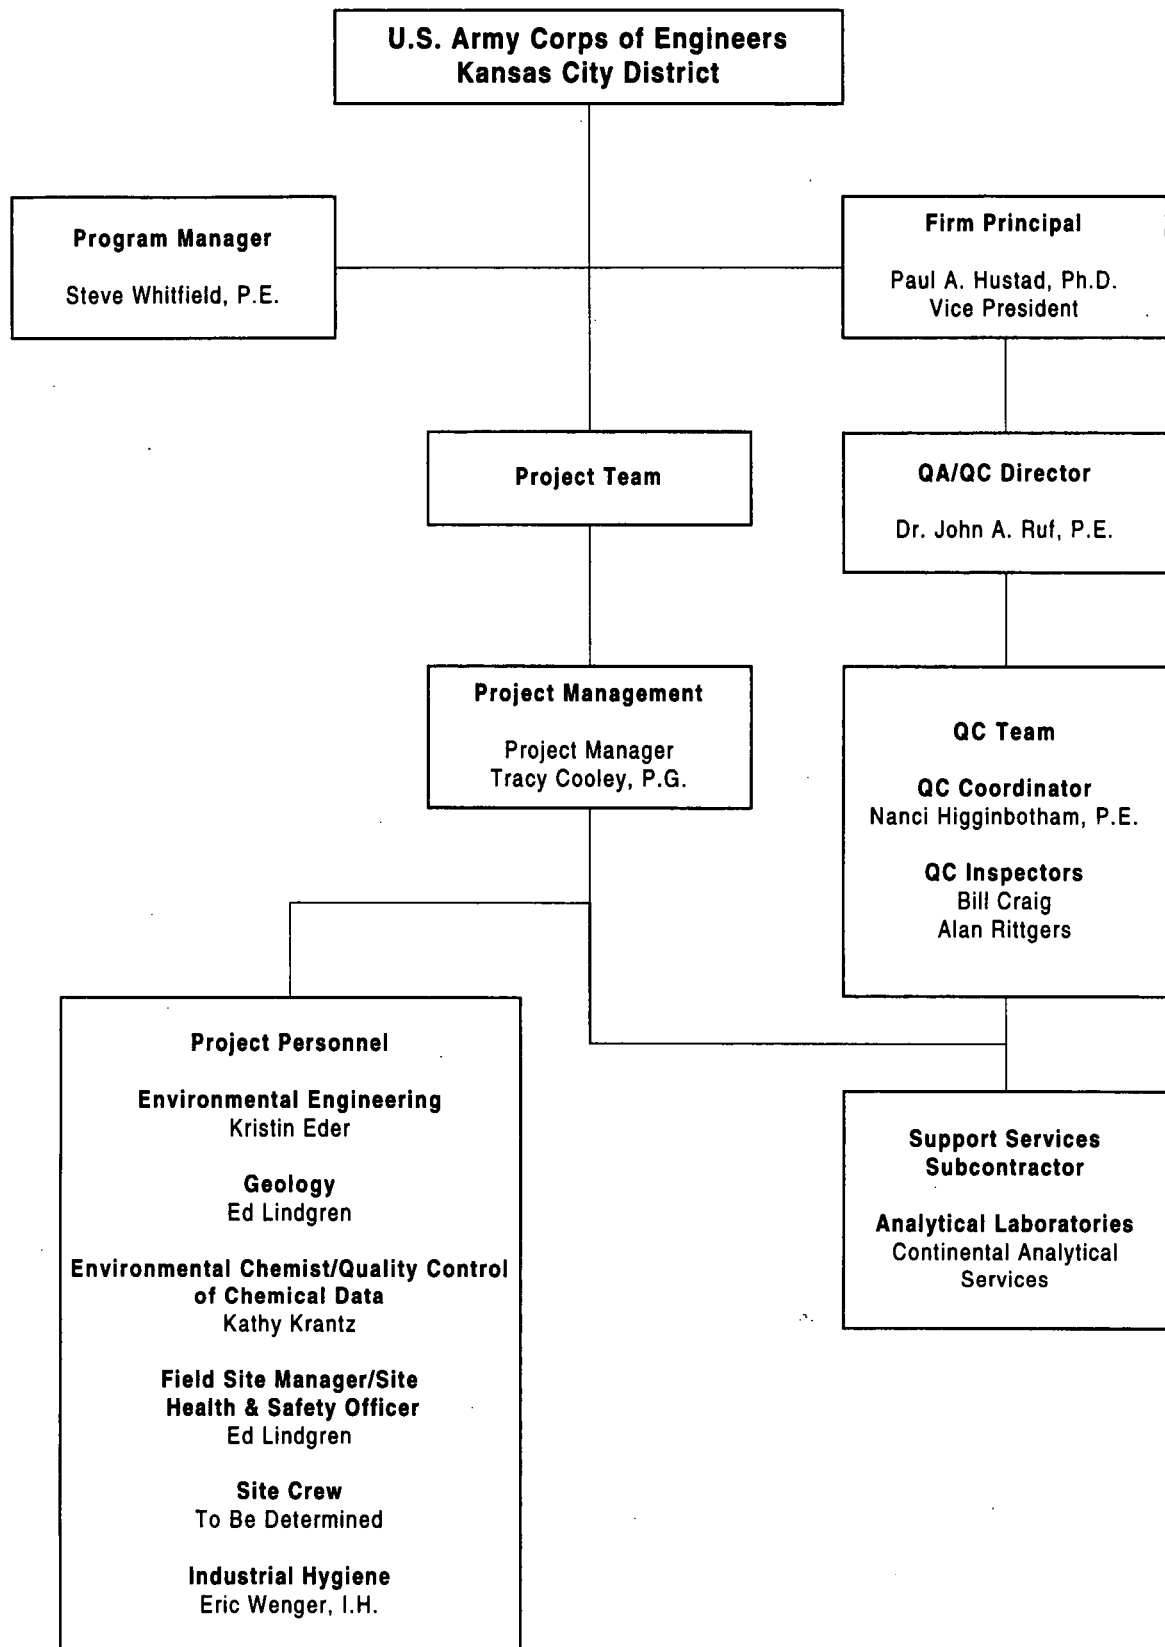 U.S. Army Corps of Engineers
Kansas City District
Program Manager
Steve Whitfield, P.E.
Firm Principal
Paul A. Hustad, Ph.D.
Vice President
Project Team
QA/QC Director
Dr. John A. Ruf, P.E.
Project Management
Project Manager
Tracy Cooley, P.G.
QC Team
QC Coordinator
Nanci Higginbotham, P.E.
QC Inspectors
Bill Craig
Alan Rittgers
Project Personnel
Environmental Engineering
Kristin Eder
Geology
Ed Lindgren
Environmental Chemist/Quality Control
of Chemical Data
Kathy Krantz
Field Site Manager/Site
Health & Safety Officer
Ed Lindgren
Site Crew
To Be Determined
Industrial Hygiene
Eric Wenger, I.H.
Support Services
Subcontractor
Analytical Laboratories
Continental Analytical
Services